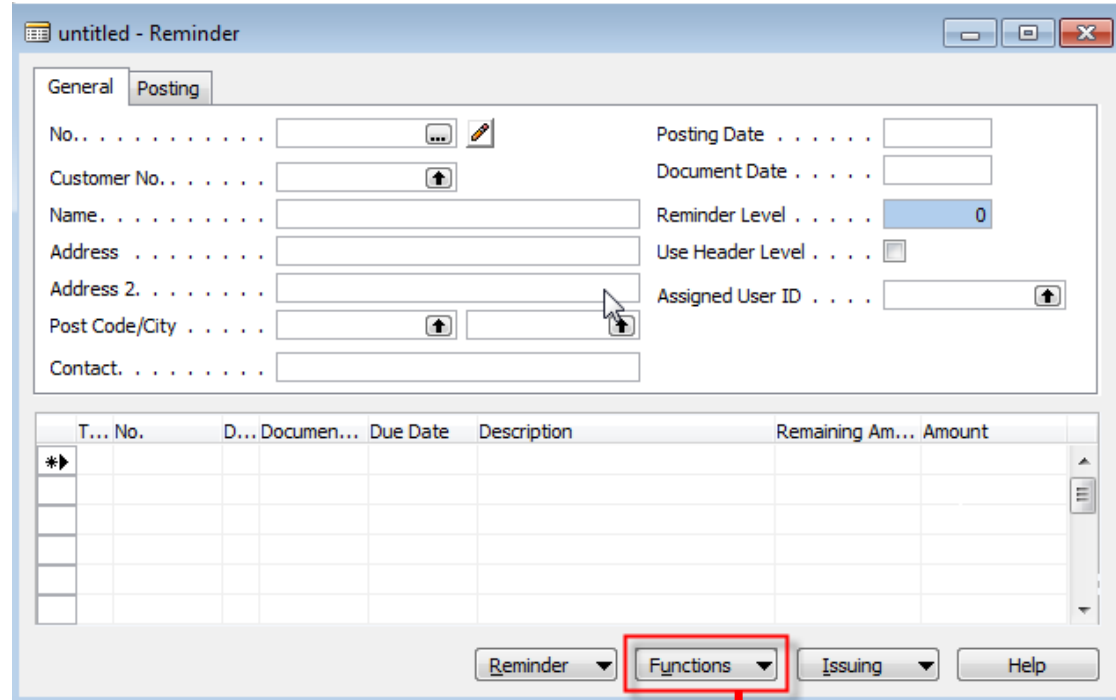 untitled - Reminder
General Posting
No.. . . . . . . . . . . ... Posting Date . . . . . .
Customer No. . . . . . . Document Date . . . . .
Name. . . . . . . . . . Reminder Level . . . . . 0
Address . . . . . . . . Use Header Level . . . .
Address 2. . . . . . . . Assigned User ID . . . .
Post Code/City . . . . .
Contact. . . . . . . . .
T... No. D... Documen... Due Date Description Remaining Am... Amount
Reminder Functions Issuing Help